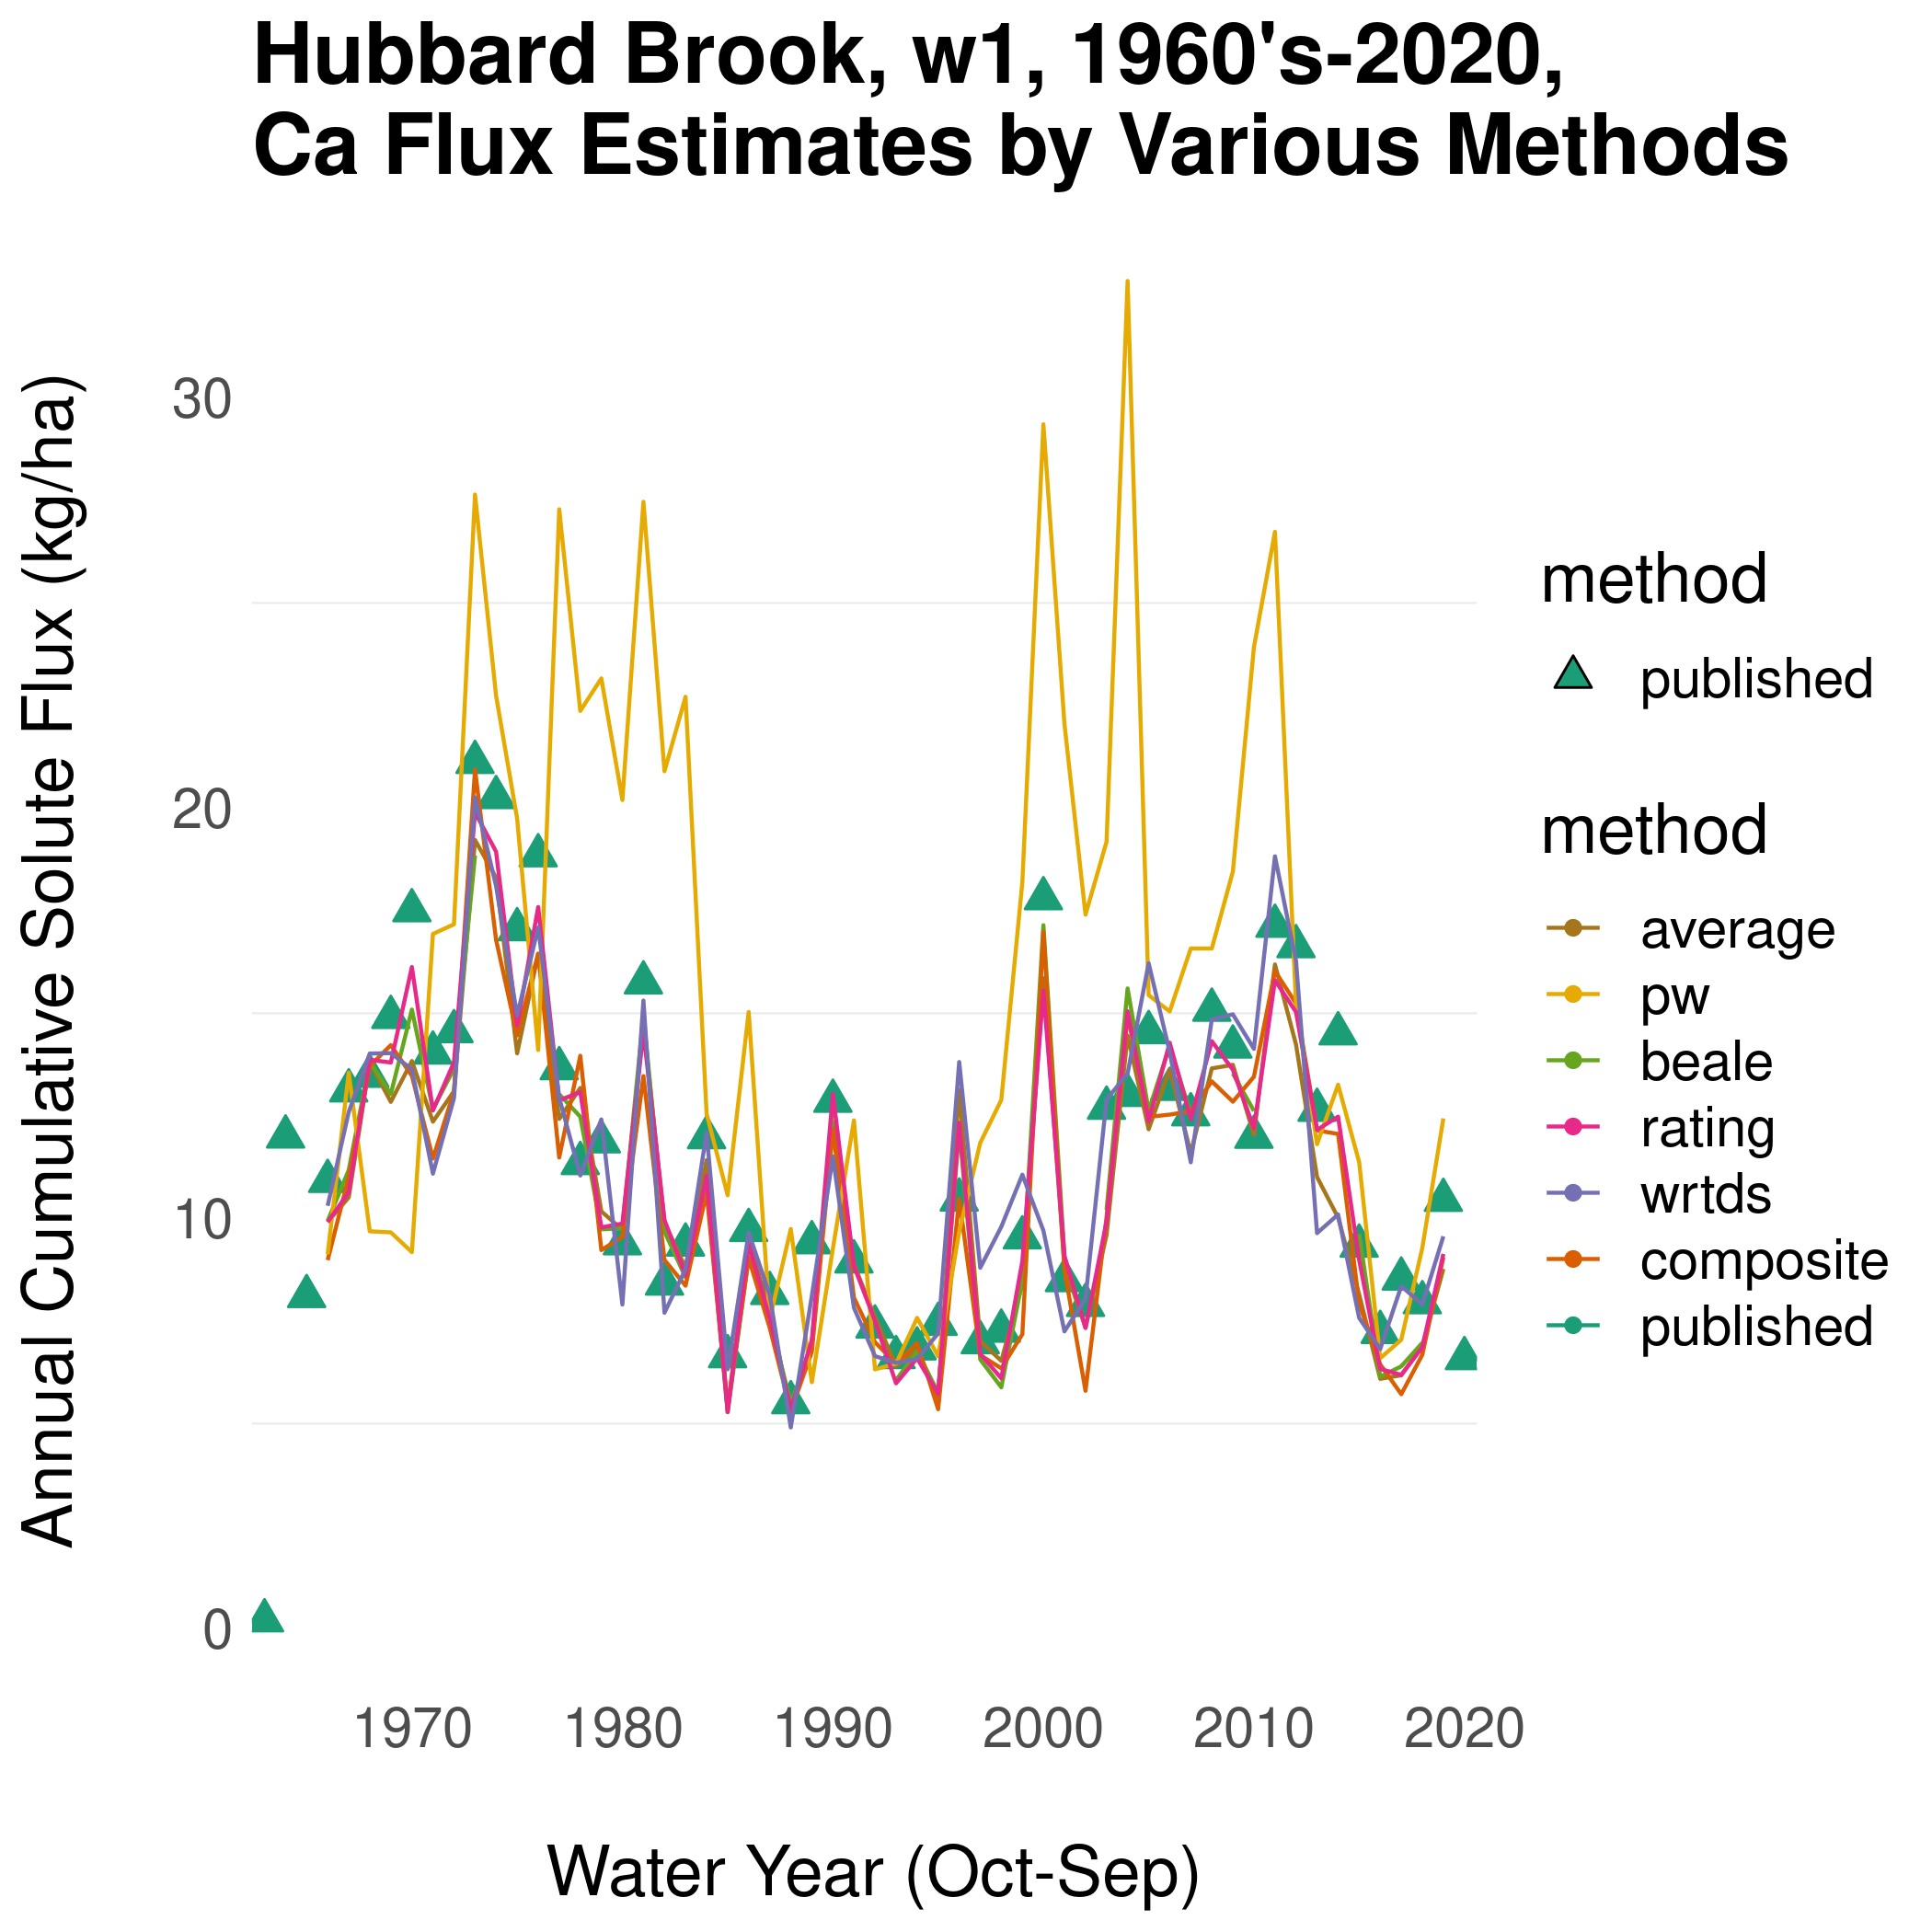 Hubbard Brook, w1, 1960's-2020,
Ca Flux Estimates by Various Methods
Annual Cumulative Solute Flux (kg/ha)
30
20
10
0
1970
1980
1990
2000
2010
2020
Water Year (Oct-Sep)
method
published
method
average
pw
beale
rating
wrtds
composite
published